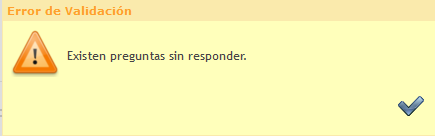 Error de Validación
Existen preguntas sin responder.